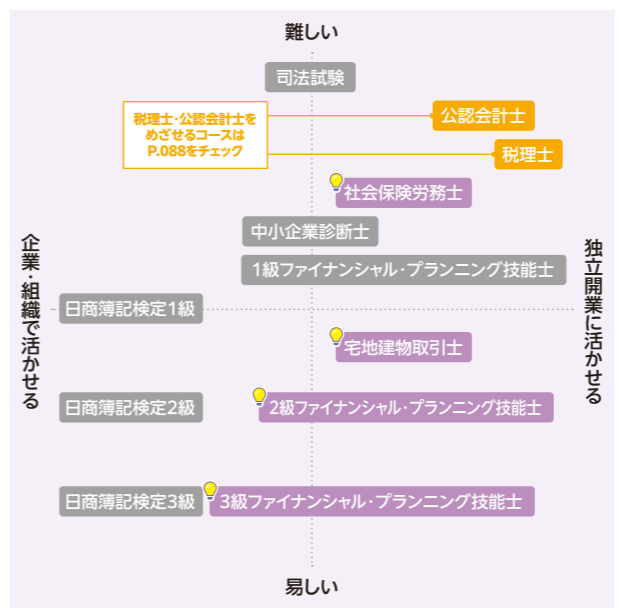 難しい
司法試験
税理士・公認会計士を
めざせるコースは
P.088をチェック
公認会計士
税理士
社会保険労務士
中小企業診断士
1級ファイナンシャル・プランニング技能士
企業・組織で活かせる
独立開業に活かせる
日商簿記検定1級
宅地建物取引士
日商簿記検定2級
2級ファイナンシャル・プランニング技能士
日商簿記検定3級
3級ファイナンシャル・プランニング技能士
易しい